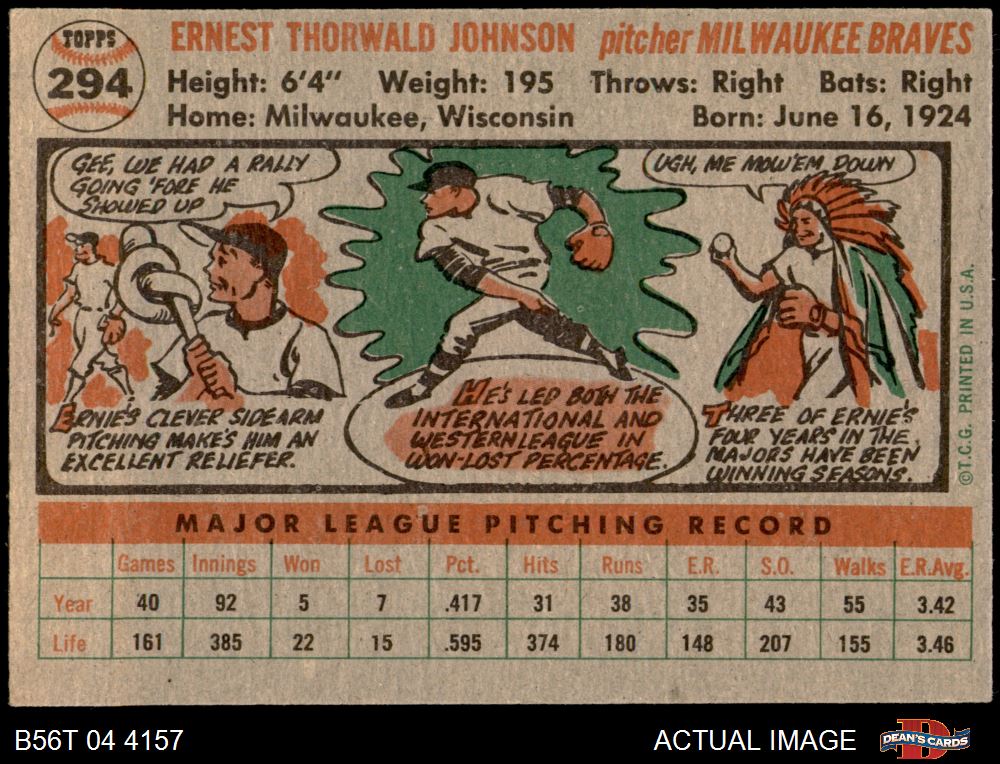 TOPPS
294
ERNEST THORWALD JOHNSON pitcher MILWAUKEE BRAVES
Height: 6'4" Weight: 195 Throws: Right Bats: Right
Home: Milwaukee, Wisconsin Born: June 16, 1924
GEE, WE HAD A RALLY
GOING 'FORE HE
SHOWED UP
UGH, ME MOW'EM DOWN
ERNIE'S CLEVER SIDEARM
PITCHING MAKES HIM AN
EXCELLENT RELIEFER.
HE'S LED BOTH THE
INTERNATIONAL AND
WESTERN LEAGUE IN
WON-LOST PERCENTAGE.
THREE OF ERNIE'S
FOUR YEARS IN THE
MAJORS HAVE BEEN
WINNING SEASONS.
©T.C.G. PRINTED IN U.S.A.
MAJOR LEAGUE PITCHING RECORD
Games Innings Won Lost Pct. Hits Runs E.R. S.O. Walks E.R.Avg.
Year 40 92 5 7 .417 31 38 35 43 55 3.42
Life 161 385 22 15 .595 374 180 148 207 155 3.46
B56T 04 4157 ACTUAL IMAGE DEAN'S CARDS